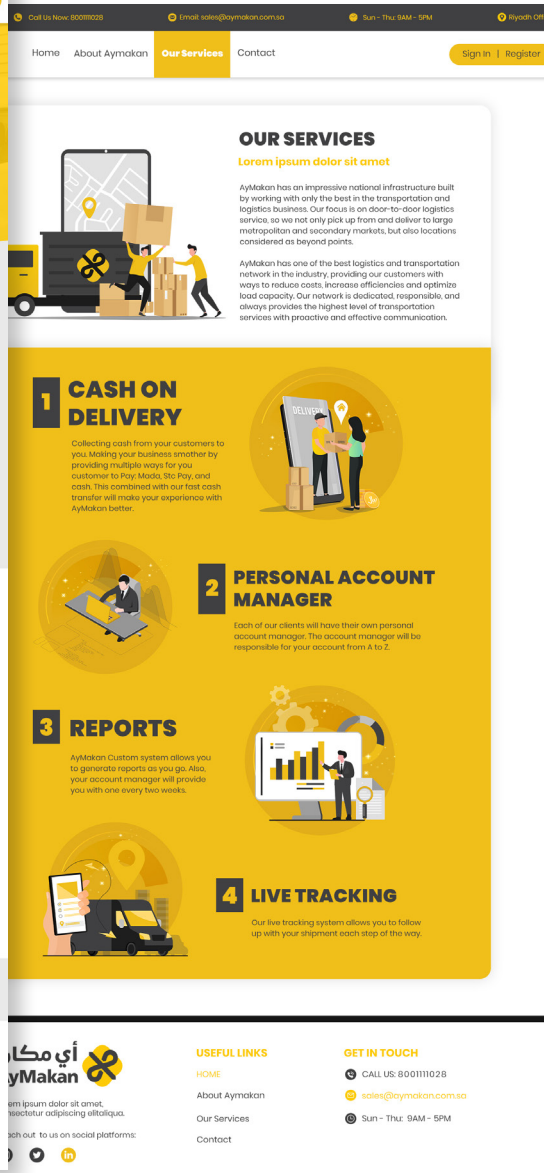 Call Us Now: 8001111028
Email: sales@aymakan.com.sa
Sun - Thu: 9AM - 5PM
Riyadh
Home
About Aymakan
Our Services
Contact
Sign In | Register
OUR SERVICES
Lorem ipsum dolor sit amet
AyMakan has an impressive national infrastructure built
by working with only the best in the transportation and
logistics business. Our focus is on door-to-door logistics
service, so we not only pick up from and deliver to large
metropolitan and secondary markets, but also locations
considered as beyond points.
AyMakan has one of the best logistics and transportation
network in the industry, providing our customers with
ways to reduce costs, increase efficiencies and optimize
load capacity. Our network is dedicated, responsible, and
always provides the highest level of transportation
services with proactive and effective communication.
1
CASH ON
DELIVERY
Collecting cash from your customers to
you. Making your business smother by
providing multiple ways for you
customer to Pay: Mada, Stc Pay, and
cash. This combined with our fast cash
transfer will make your experience with
AyMakan better.
DELIVERY
2
PERSONAL ACCOUNT
MANAGER
Each of our clients will have their own personal
account manager. The account manager will be
responsible for your account from A to Z.
3
REPORTS
AyMakan Custom system allows you
to generate reports as you go. Also,
your account manager will provide
you with one every two weeks.
4
LIVE TRACKING
Our live tracking system allows you to follow
up with your shipment each step of the way.
أي مكا
yMakan
em ipsum dolor sit amet,
nsectetur adipiscing elitaliqua.
ach out to us on social platforms:
in
USEFUL LINKS
HOME
About Aymakan
Our Services
Contact
GET IN TOUCH
CALL US: 8001111028
sales@aymakan.com.sa
Sun - Thu: 9AM - 5PM